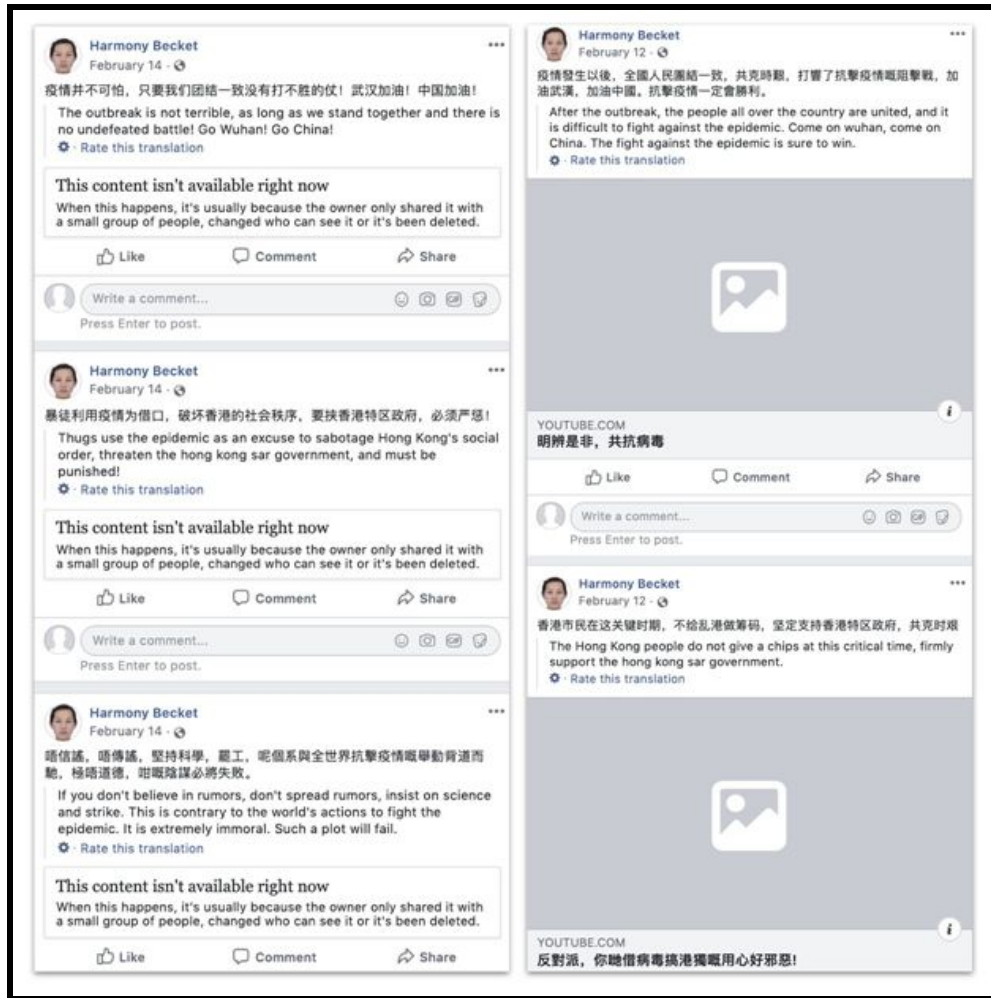 Harmony Becket
February 14
疫情并不可怕，只要我们团结一致没有打不胜的仗！武汉加油！中国加油！
The outbreak is not terrible, as long as we stand together and there is
no undefeated battle! Go Wuhan! Go China!
Rate this translation
This content isn't available right now
When this happens, it's usually because the owner only shared it with
a small group of people, changed who can see it or it's been deleted.
Like Comment Share
Write a comment...
GIF
Press Enter to post.
Harmony Becket
February 14
暴徒利用疫情为借口，破坏香港的社会秩序，要挟香港特区政府，必须严惩！
Thugs use the epidemic as an excuse to sabotage Hong Kong's social
order, threaten the hong kong sar government, and must be
punished!
Rate this translation
This content isn't available right now
When this happens, it's usually because the owner only shared it with
a small group of people, changed who can see it or it's been deleted.
Like Comment Share
Write a comment...
GIF
Press Enter to post.
Harmony Becket
February 14
唔信謠，唔傳謠，堅持科學，罷工，呢個系與全世界抗擊疫情嘅舉動背道而
馳，極唔道德，咁嘅陰謀必將失敗。
If you don't believe in rumors, don't spread rumors, insist on science
and strike. This is contrary to the world's actions to fight the
epidemic. It is extremely immoral. Such a plot will fail.
Rate this translation
This content isn't available right now
When this happens, it's usually because the owner only shared it with
a small group of people, changed who can see it or it's been deleted.
Like Comment Share
Harmony Becket
February 12
疫情發生以後，全國人民團結一致，共克時艱，打響了抗擊疫情嘅阻擊戰，加
油武漢，加油中國。抗擊疫情一定會勝利。
After the outbreak, the people all over the country are united, and it
is difficult to fight against the epidemic. Come on wuhan, come on
China. The fight against the epidemic is sure to win.
Rate this translation
i
YOUTUBE.COM
明辨是非，共抗病毒
Like Comment Share
Write a comment...
GIF
Press Enter to post.
Harmony Becket
February 12
香港市民在这关键时期，不给乱港做筹码，坚定支持香港特区政府，共克时艰
The Hong Kong people do not give a chips at this critical time, firmly
support the hong kong sar government.
Rate this translation
i
YOUTUBE.COM
反對派，你哋借病毒搞港獨嘅用心好邪惡!